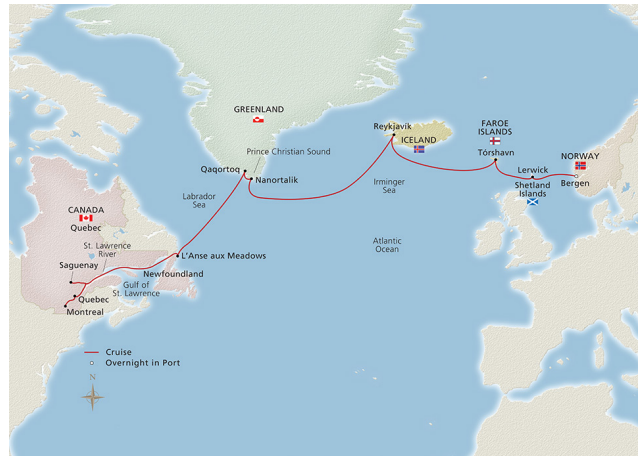 GREENLAND
Prince Christian Sound
Qaqortoq
Nanortalik
Labrador
Sea
Reykjavík
ICELAND
Irminger
Sea
FAROE
ISLANDS
Tórshavn
Lerwick
Shetland
Islands
NORWAY
Bergen
Atlantic
Ocean
CANADA
Quebec
St. Lawrence
River
Saguenay
L'Anse aux Meadows
Newfoundland
Gulf of
St. Lawrence
Quebec
Montreal
Cruise
Overnight in Port
N